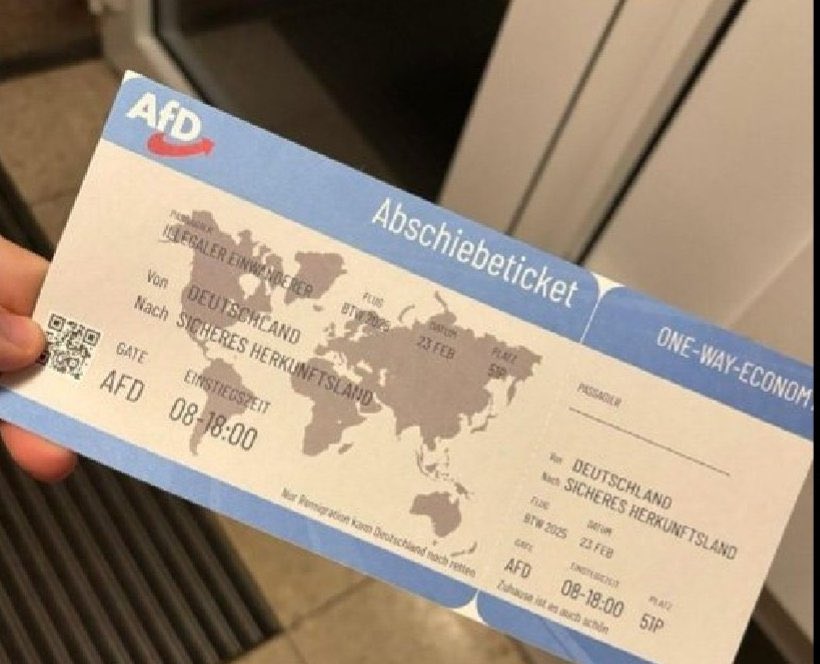 AfD
Abschiebeticket
PASSAGIER
ILLEGALER EINWANDERER
Von DEUTSCHLAND
Nach SICHERES HERKUNFTSLAND
FLUG
BTW 2025
DATUM
23 FEB
PLATZ
51P
GATE
AFD
EINSTIEGSZEIT
08-18:00
Nur Remigration kann Deutschland noch retten
ONE-WAY-ECONOM
PASSAGIER
Von DEUTSCHLAND
Nach SICHERES HERKUNFTSLAND
FLUG
BTW 2025
DATUM
23 FEB
GATE
AFD
EINSTIEGSZEIT
08-18:00
PLATZ
51P
Zuhause ist es auch schön